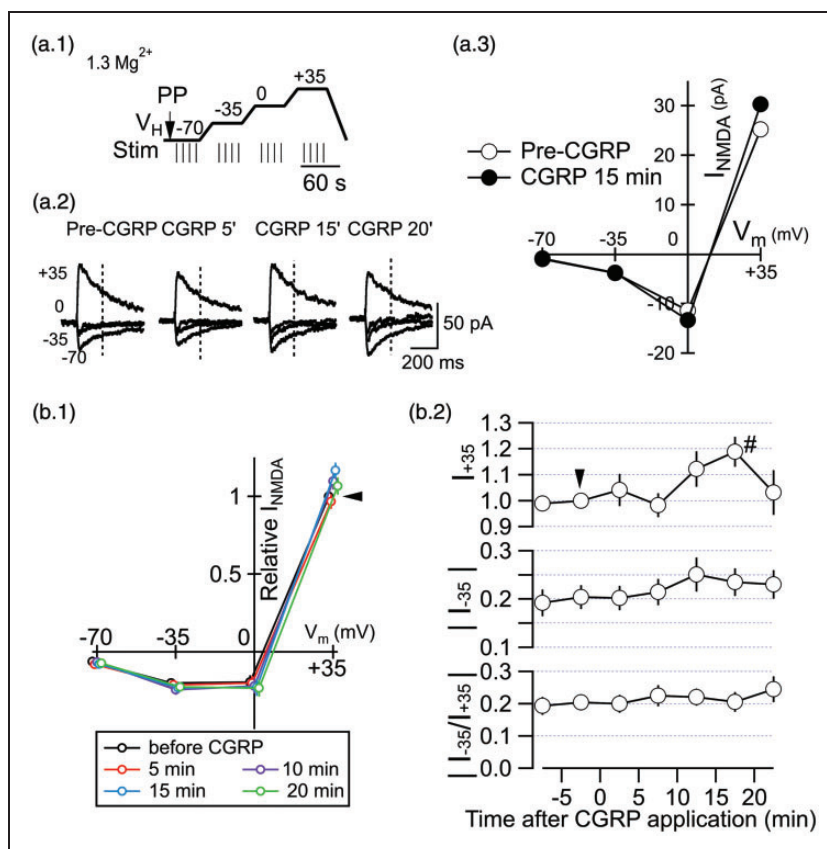 (a.1)
1.3 Mg2+
PP
VH
-70
-35
0
+35
Stim
60 s
(a.2)
Pre-CGRP CGRP 5' CGRP 15' CGRP 20'
+35
0
-35
-70
50 pA
200 ms
(a.3)
INMDA (pA)
30
20
10
0
-10
-20
-70
-35
+35
Vm (mV)
Pre-CGRP
CGRP 15 min
(b.1)
Relative INMDA
1
0.5
-70
-35
0
Vm (mV)
+35
before CGRP
5 min
10 min
15 min
20 min
(b.2)
I+35
1.3
1.2
1.1
1.0
0.9
#
| I-35 |
0.3
0.2
0.1
| I-35/I+35 |
0.3
0.2
0.1
0.0
-5 0 5 10 15 20
Time after CGRP application (min)